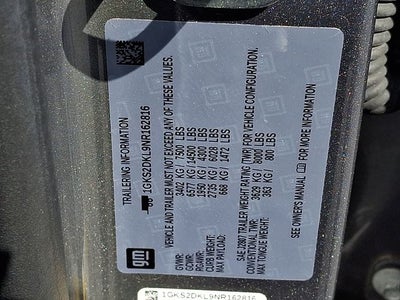 TRAILERING INFORMATION
1GKS2DKL9NR162816
VEHICLE AND TRAILER MUST NOT EXCEED ANY OF THESE VALUES.
GVWR: 3402 KG / 7500 LBS
GCWR: 6577 KG / 14500 LBS
RGAWR: 1950 KG / 4300 LBS
CURB WEIGHT: 2735 KG / 6028 LBS
MAX PAYLOAD: 668 KG / 1472 LBS
SAE J2807 TRAILER WEIGHT RATING (TWR) FOR VEHICLE CONFIGURATION.
CONVENTIONAL TWR: 3629 KG / 8000 LBS
MAX TONGUE WEIGHT: 363 KG / 800 LBS
SEE OWNER'S MANUAL FOR MORE INFORMATION.
gm
1GKS2DKL9NR162816